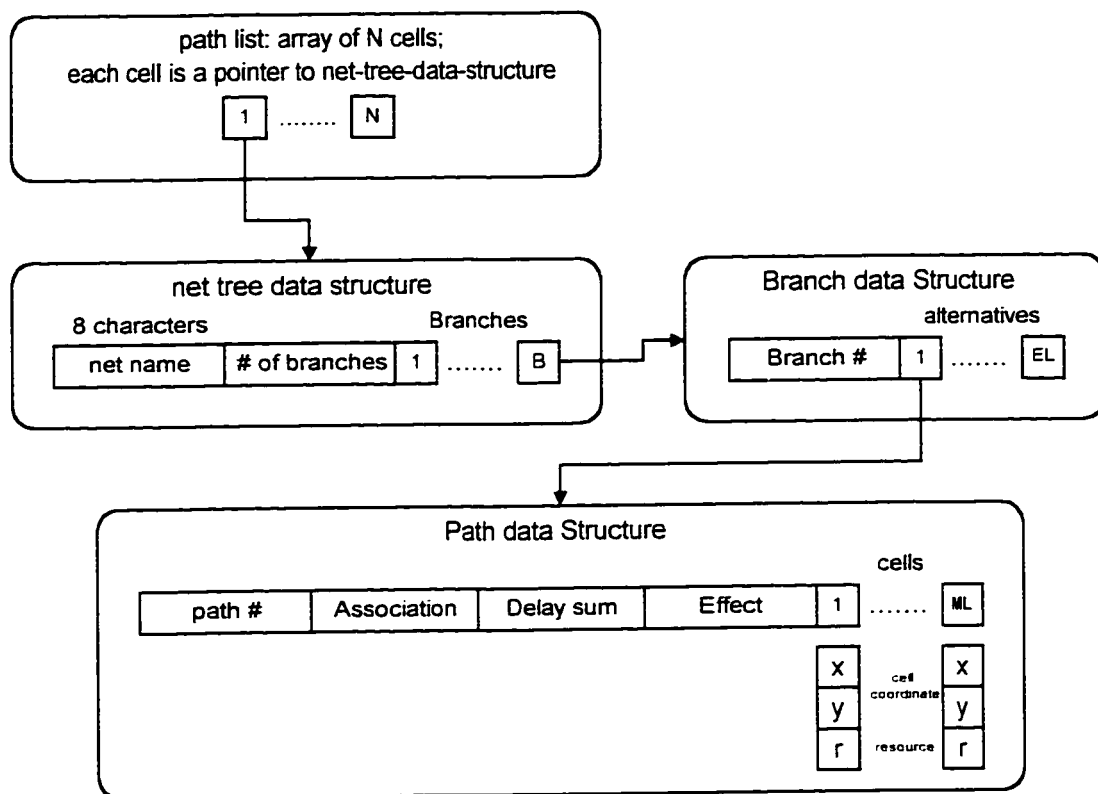 path list: array of N cells;
each cell is a pointer to net-tree-data-structure
1 ........ N
net tree data structure
8 characters Branches
net name # of branches 1 ....... B
Branch data Structure
alternatives
Branch # 1 ....... EL
Path data Structure
cells
path # Association Delay sum Effect 1 ....... ML
x cell x
y coordinate y
r resource r